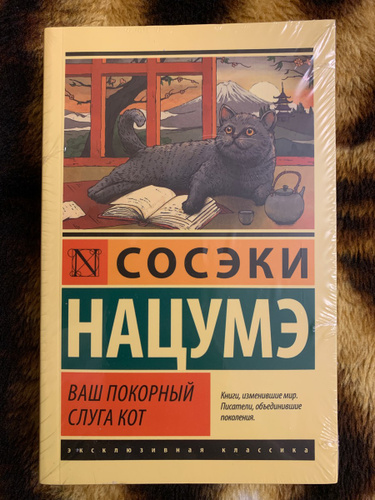 N СОСЭКИ
НАЦУМЭ
ВАШ ПОКОРНЫЙ
СЛУГА КОТ
Книги, изменившие мир.
Писатели, объединившие
поколения.
эксклюзивная классика